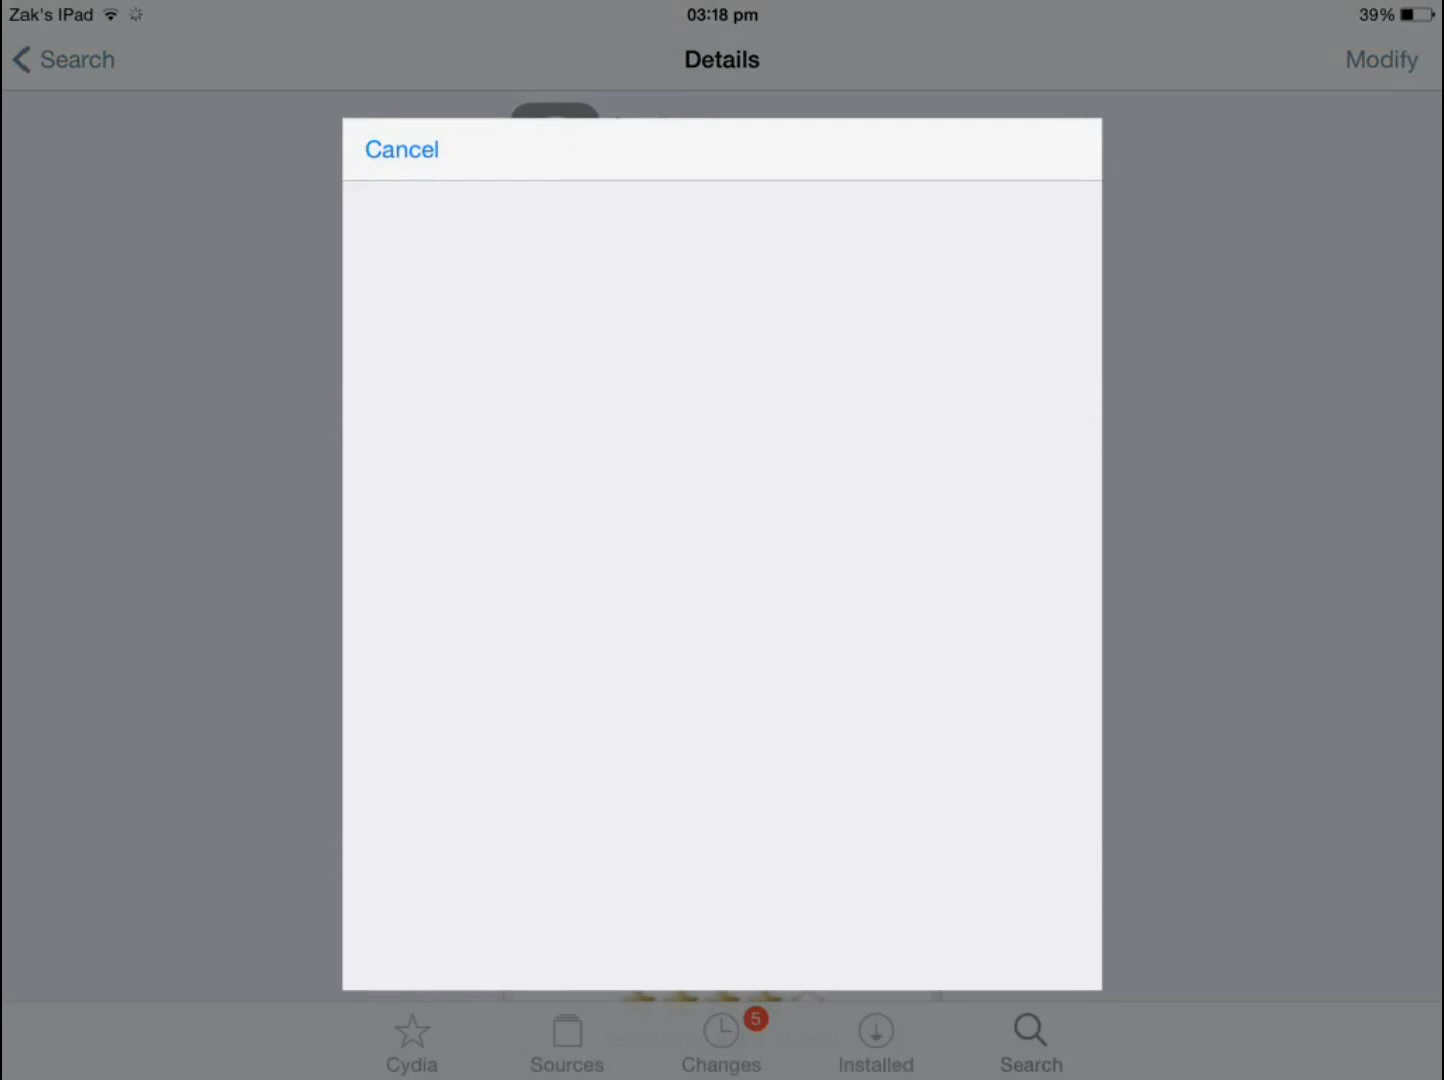 Zak's IPad
03:18 pm
39%
Search
Details
Modify
Cancel
5
Cydia
Sources
Changes
Installed
Search